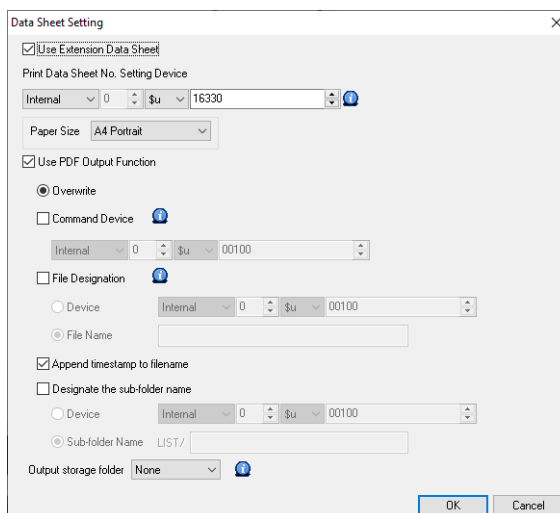 Data Sheet Setting
Use Extension Data Sheet
Print Data Sheet No. Setting Device
Internal 0 $u 16330
Paper Size A4 Portrait
Use PDF Output Function
Overwrite
Command Device
Internal 0 $u 00100
File Designation
Device Internal 0 $u 00100
File Name
Append timestamp to filename
Designate the sub-folder name
Device Internal 0 $u 00100
Sub-folder Name LIST/
Output storage folder None
OK Cancel